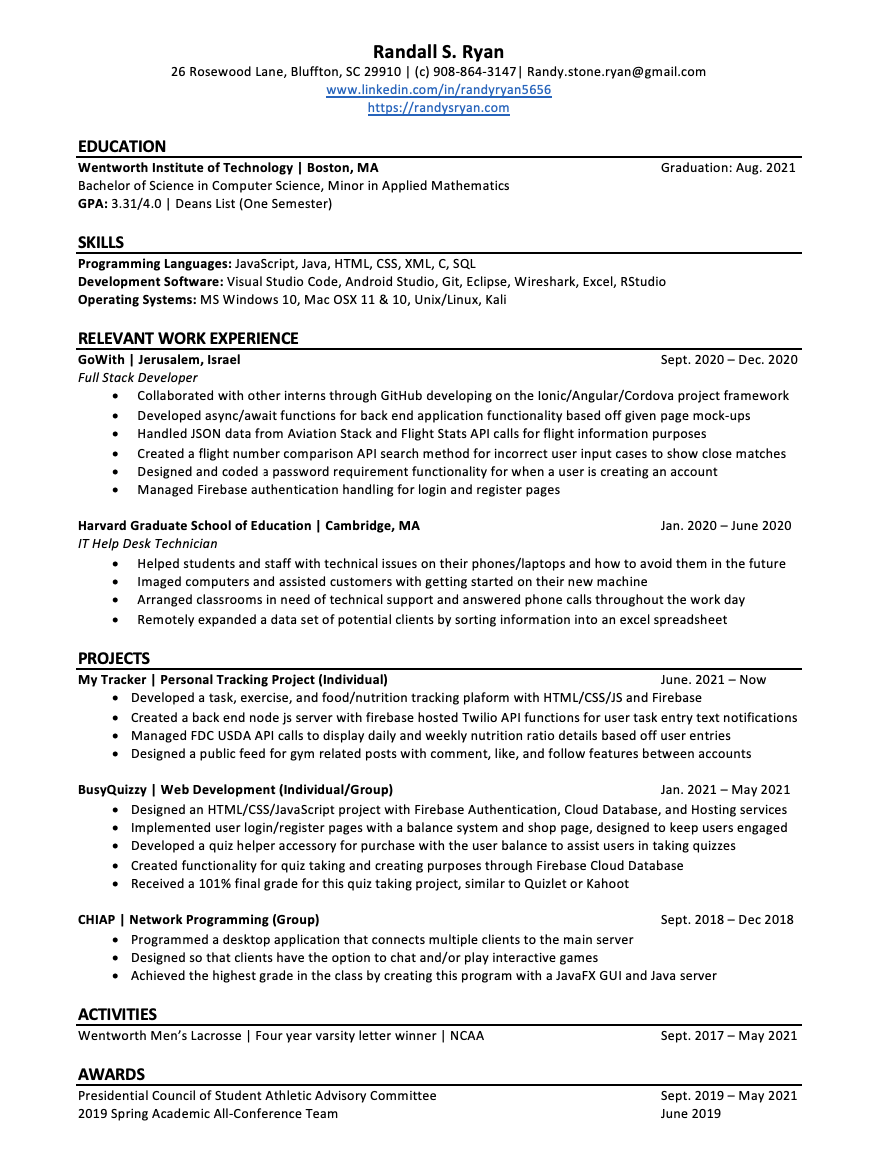 Randall S. Ryan
26 Rosewood Lane, Bluffton, SC 29910 | (c) 908-864-3147| Randy.stone.ryan@gmail.com
www.linkedin.com/in/randyryan5656
https://randysryan.com
EDUCATION
Wentworth Institute of Technology | Boston, MA Graduation: Aug. 2021
Bachelor of Science in Computer Science, Minor in Applied Mathematics
GPA: 3.31/4.0 | Deans List (One Semester)
SKILLS
Programming Languages: JavaScript, Java, HTML, CSS, XML, C, SQL
Development Software: Visual Studio Code, Android Studio, Git, Eclipse, Wireshark, Excel, RStudio
Operating Systems: MS Windows 10, Mac OSX 11 & 10, Unix/Linux, Kali
RELEVANT WORK EXPERIENCE
GoWith | Jerusalem, Israel Sept. 2020 – Dec. 2020
Full Stack Developer
• Collaborated with other interns through GitHub developing on the Ionic/Angular/Cordova project framework
• Developed async/await functions for back end application functionality based off given page mock-ups
• Handled JSON data from Aviation Stack and Flight Stats API calls for flight information purposes
• Created a flight number comparison API search method for incorrect user input cases to show close matches
• Designed and coded a password requirement functionality for when a user is creating an account
• Managed Firebase authentication handling for login and register pages
Harvard Graduate School of Education | Cambridge, MA Jan. 2020 – June 2020
IT Help Desk Technician
• Helped students and staff with technical issues on their phones/laptops and how to avoid them in the future
• Imaged computers and assisted customers with getting started on their new machine
• Arranged classrooms in need of technical support and answered phone calls throughout the work day
• Remotely expanded a data set of potential clients by sorting information into an excel spreadsheet
PROJECTS
My Tracker | Personal Tracking Project (Individual) June. 2021 – Now
• Developed a task, exercise, and food/nutrition tracking plaform with HTML/CSS/JS and Firebase
• Created a back end node js server with firebase hosted Twilio API functions for user task entry text notifications
• Managed FDC USDA API calls to display daily and weekly nutrition ratio details based off user entries
• Designed a public feed for gym related posts with comment, like, and follow features between accounts
BusyQuizzy | Web Development (Individual/Group) Jan. 2021 – May 2021
• Designed an HTML/CSS/JavaScript project with Firebase Authentication, Cloud Database, and Hosting services
• Implemented user login/register pages with a balance system and shop page, designed to keep users engaged
• Developed a quiz helper accessory for purchase with the user balance to assist users in taking quizzes
• Created functionality for quiz taking and creating purposes through Firebase Cloud Database
• Received a 101% final grade for this quiz taking project, similar to Quizlet or Kahoot
CHIAP | Network Programming (Group) Sept. 2018 – Dec 2018
• Programmed a desktop application that connects multiple clients to the main server
• Designed so that clients have the option to chat and/or play interactive games
• Achieved the highest grade in the class by creating this program with a JavaFX GUI and Java server
ACTIVITIES
Wentworth Men’s Lacrosse | Four year varsity letter winner | NCAA Sept. 2017 – May 2021
AWARDS
Presidential Council of Student Athletic Advisory Committee Sept. 2019 – May 2021
2019 Spring Academic All-Conference Team June 2019